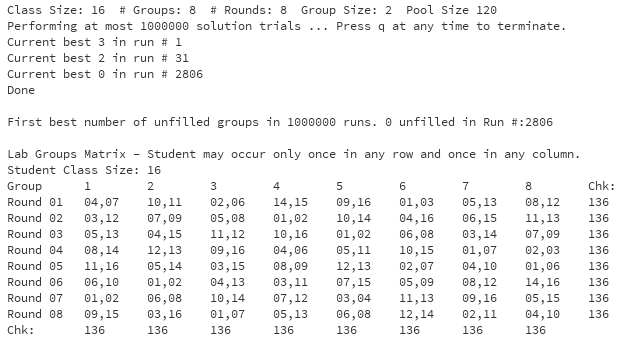 Class Size: 16  # Groups: 8  # Rounds: 8  Group Size: 2  Pool Size 120
Performing at most 1000000 solution trials ... Press q at any time to terminate.
Current best 3 in run # 1
Current best 2 in run # 31
Current best 0 in run # 2806
Done

First best number of unfilled groups in 1000000 runs. 0 unfilled in Run #:2806

Lab Groups Matrix - Student may occur only once in any row and once in any column.
Student Class Size: 16
Group 1 2 3 4 5 6 7 8 Chk:
Round 01 04,07 10,11 02,06 14,15 09,16 01,03 05,13 08,12 136
Round 02 03,12 07,09 05,08 01,02 10,14 04,16 06,15 11,13 136
Round 03 05,13 04,15 11,12 10,16 01,02 06,08 03,14 07,09 136
Round 04 08,14 12,13 09,16 04,06 05,11 10,15 01,07 02,03 136
Round 05 11,16 05,14 03,15 08,09 12,13 02,07 04,10 01,06 136
Round 06 06,10 01,02 04,13 03,11 07,15 05,09 08,12 14,16 136
Round 07 01,02 06,08 10,14 07,12 03,04 11,13 09,16 05,15 136
Round 08 09,15 03,16 01,07 05,13 06,08 12,14 02,11 04,10 136
Chk: 136 136 136 136 136 136 136 136